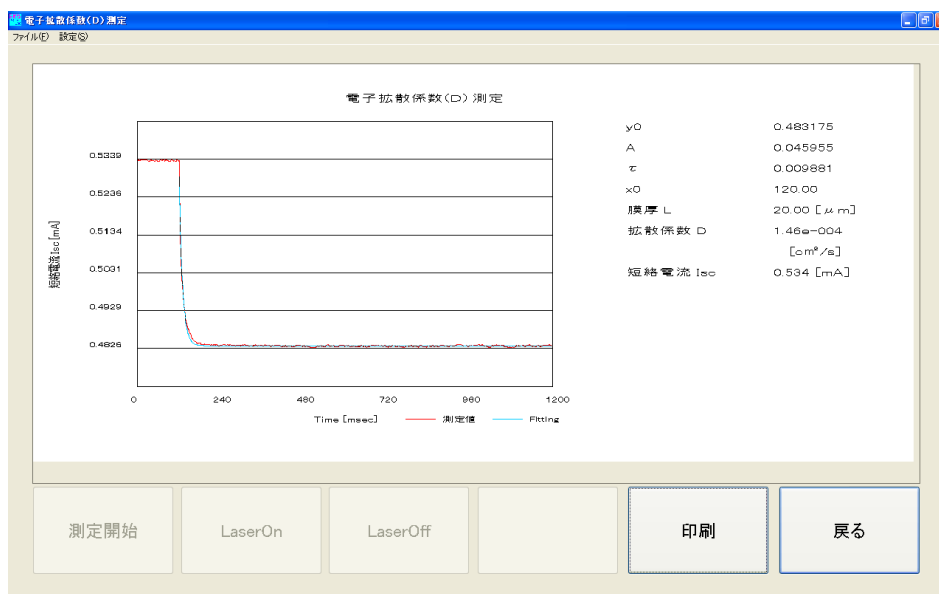 電子拡散係数(D)測定
ファイル(F) 設定(S)
電子拡散係数(D)測定
短絡電流Isc[mA]
0.5339
0.5236
0.5134
0.5031
0.4929
0.4826
0 240 480 720 960 1200
Time [msec] 測定値 Fitting
y0 0.483175
A 0.045955
τ 0.009881
x0 120.00
膜厚 L 20.00 [μm]
拡散係数 D 1.46e-004
[cm²/s]
短絡電流 Isc 0.534 [mA]
測定開始 LaserOn LaserOff 印刷 戻る